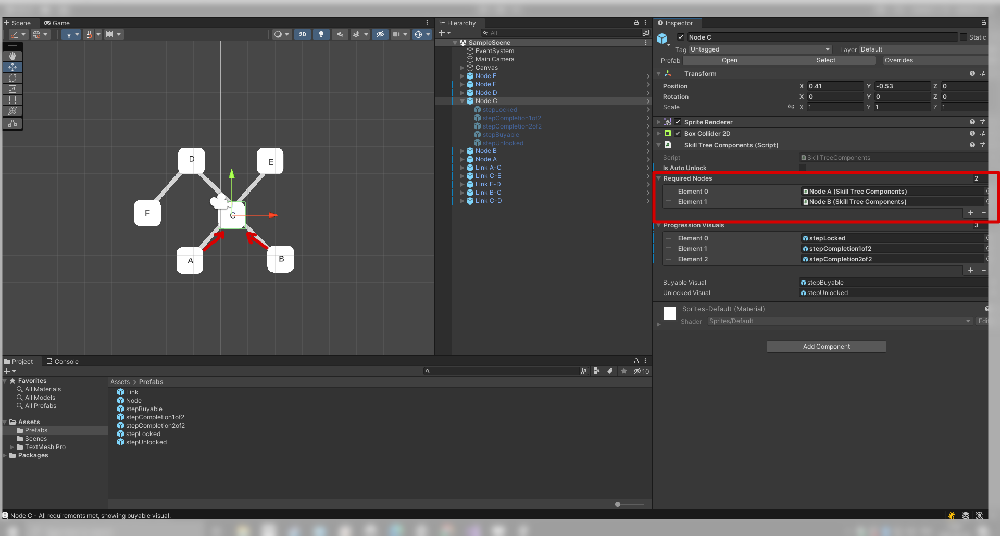 Scene
Game
2D
D
E
F
C
A
B
Hierarchy
All
SampleScene
EventSystem
Main Camera
Canvas
Node F
Node E
Node D
Node C
stepLocked
stepCompletion1of2
stepCompletion2of2
stepBuyable
stepUnlocked
Node B
Node A
Link A-C
Link C-E
Link F-D
Link B-C
Link C-D
Inspector
Node C
Static
Tag Untagged Layer Default
Prefab Open Select Overrides
Transform
Position X 0.41 Y -0.53 Z 0
Rotation X 0 Y 0 Z 0
Scale X 1 Y 1 Z 1
Sprite Renderer
Box Collider 2D
Skill Tree Components (Script)
Script SkillTreeComponents
Is Auto Unlock
Required Nodes 2
Element 0 Node A (Skill Tree Components)
Element 1 Node B (Skill Tree Components)
Progression Visuals 3
Element 0 stepLocked
Element 1 stepCompletion1of2
Element 2 stepCompletion2of2
Buyable Visual stepBuyable
Unlocked Visual stepUnlocked
Sprites-Default (Material)
Shader Sprites/Default Edi
Add Component
Project
Console
10
Favorites
All Materials
All Models
All Prefabs
Assets
Prefabs
Scenes
TextMesh Pro
Packages
Assets > Prefabs
Link
Node
stepBuyable
stepCompletion1of2
stepCompletion2of2
stepLocked
stepUnlocked
Node C - All requirements met, showing buyable visual.